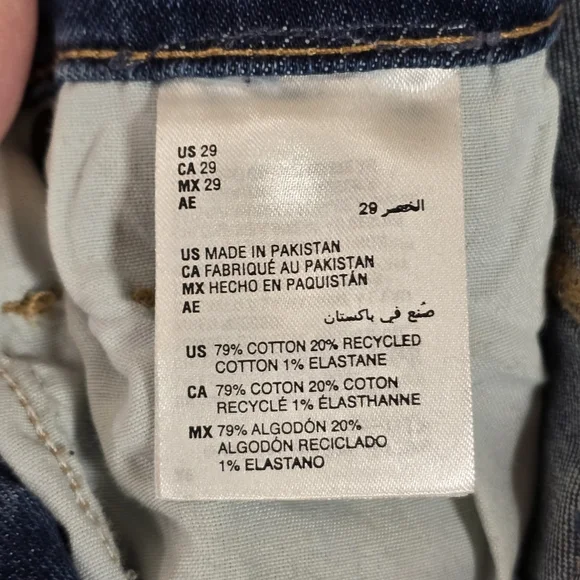 US 29
CA 29
MX 29
AE الخصر 29
US MADE IN PAKISTAN
CA FABRIQUÉ AU PAKISTAN
MX HECHO EN PAQUISTÁN
AE
صُنع في باكستان
US 79% COTTON 20% RECYCLED
COTTON 1% ELASTANE
CA 79% COTON 20% COTON
RECYCLÉ 1% ÉLASTHANNE
MX 79% ALGODÓN 20%
ALGODÓN RECICLADO
1% ELASTANO